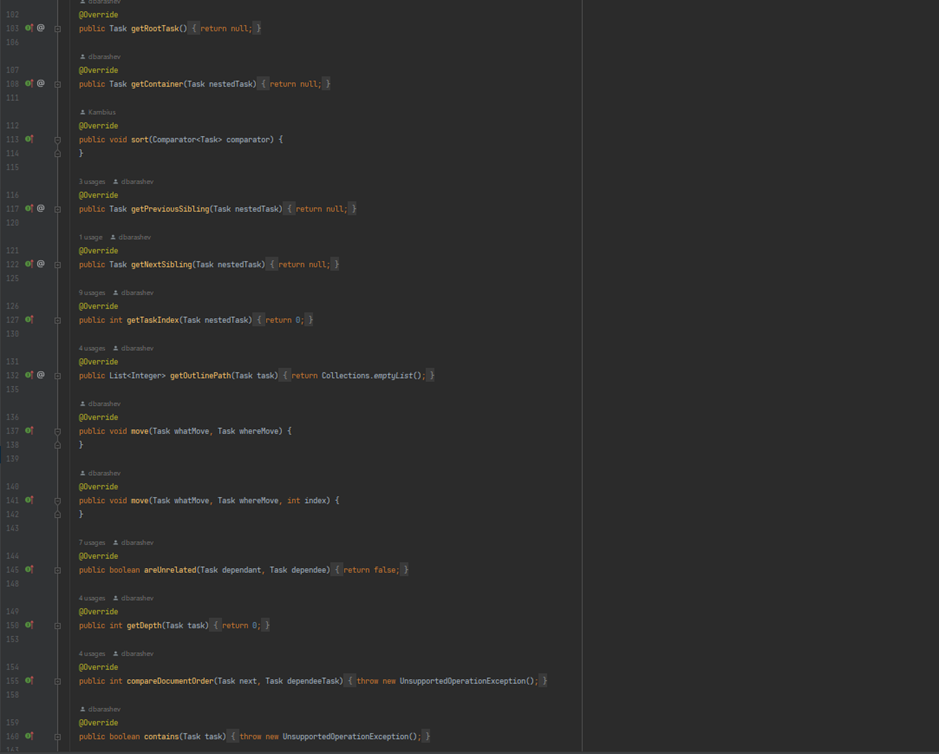 dbarashev
102 @Override
103 @ public Task getRootTask() { return null; }
106
dbarashev
107 @Override
108 @ public Task getContainer(Task nestedTask) { return null; }
111
Kambius
112 @Override
113 public void sort(Comparator<Task> comparator) {
114 }
115
3 usages dbarashev
116 @Override
117 @ public Task getPreviousSibling(Task nestedTask) { return null; }
120
1 usage dbarashev
121 @Override
122 @ public Task getNextSibling(Task nestedTask) { return null; }
125
9 usages dbarashev
126 @Override
127 public int getTaskIndex(Task nestedTask) { return 0; }
130
4 usages dbarashev
131 @Override
132 @ public List<Integer> getOutlinePath(Task task) { return Collections.emptyList(); }
135
dbarashev
136 @Override
137 public void move(Task whatMove, Task whereMove) {
138 }
139
dbarashev
140 @Override
141 public void move(Task whatMove, Task whereMove, int index) {
142 }
143
7 usages dbarashev
144 @Override
145 public boolean areUnrelated(Task dependant, Task dependee) { return false; }
148
4 usages dbarashev
149 @Override
150 public int getDepth(Task task) { return 0; }
153
4 usages dbarashev
154 @Override
155 public int compareDocumentOrder(Task next, Task dependeeTask) { throw new UnsupportedOperationException(); }
158
dbarashev
159 @Override
160 public boolean contains(Task task) { throw new UnsupportedOperationException(); }
163